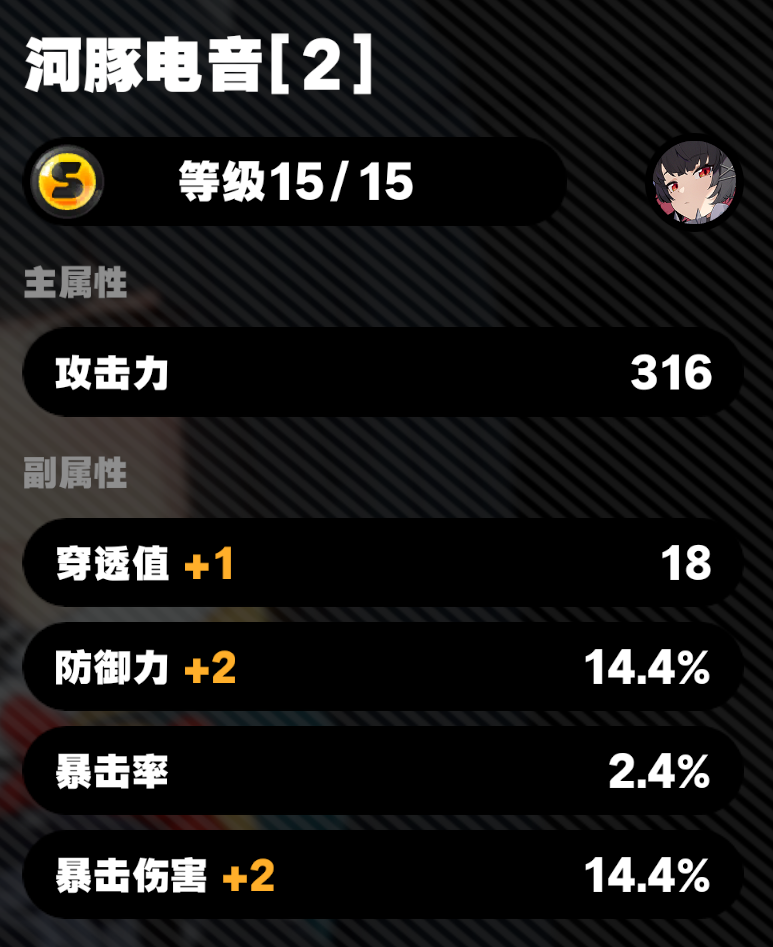 河豚电音[2]
S 等级15/15
主属性
攻击力 316
副属性
穿透值 +1 18
防御力 +2 14.4%
暴击率 2.4%
暴击伤害 +2 14.4%